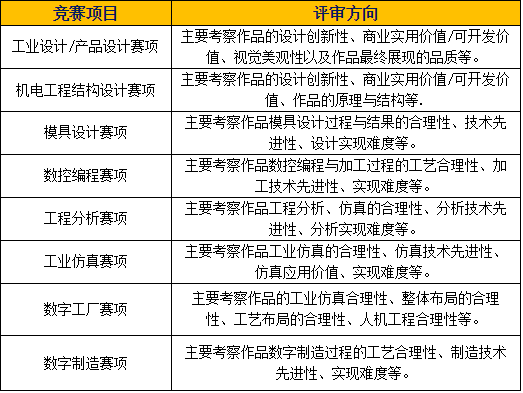 竞赛项目 评审方向
工业设计/产品设计赛项 主要考察作品的设计创新性、商业实用价值/可开发价
值、视觉美观性以及作品最终展现的品质等。
机电工程结构设计赛项 主要考察作品的设计创新性、商业实用价值/可开发价
值、作品的原理与结构等.
模具设计赛项 主要考察作品模具设计过程与结果的合理性、技术先
进性、设计实现难度等。
数控编程赛项 主要考察作品数控编程与加工过程的工艺合理性、加
工技术先进性、实现难度等。
工程分析赛项 主要考察作品工程分析、仿真的合理性、分析技术先
进性、分析实现难度等。
工业仿真赛项 主要考察作品工业仿真的合理性、仿真技术先进性、
仿真应用价值、实现难度等。
数字工厂赛项 主要考察作品的工业仿真合理性、整体布局的合理
性、工艺布局的合理性、人机工程合理性等。
数字制造赛项 主要考察作品数字制造过程的工艺合理性、制造技术
先进性、实现难度等。